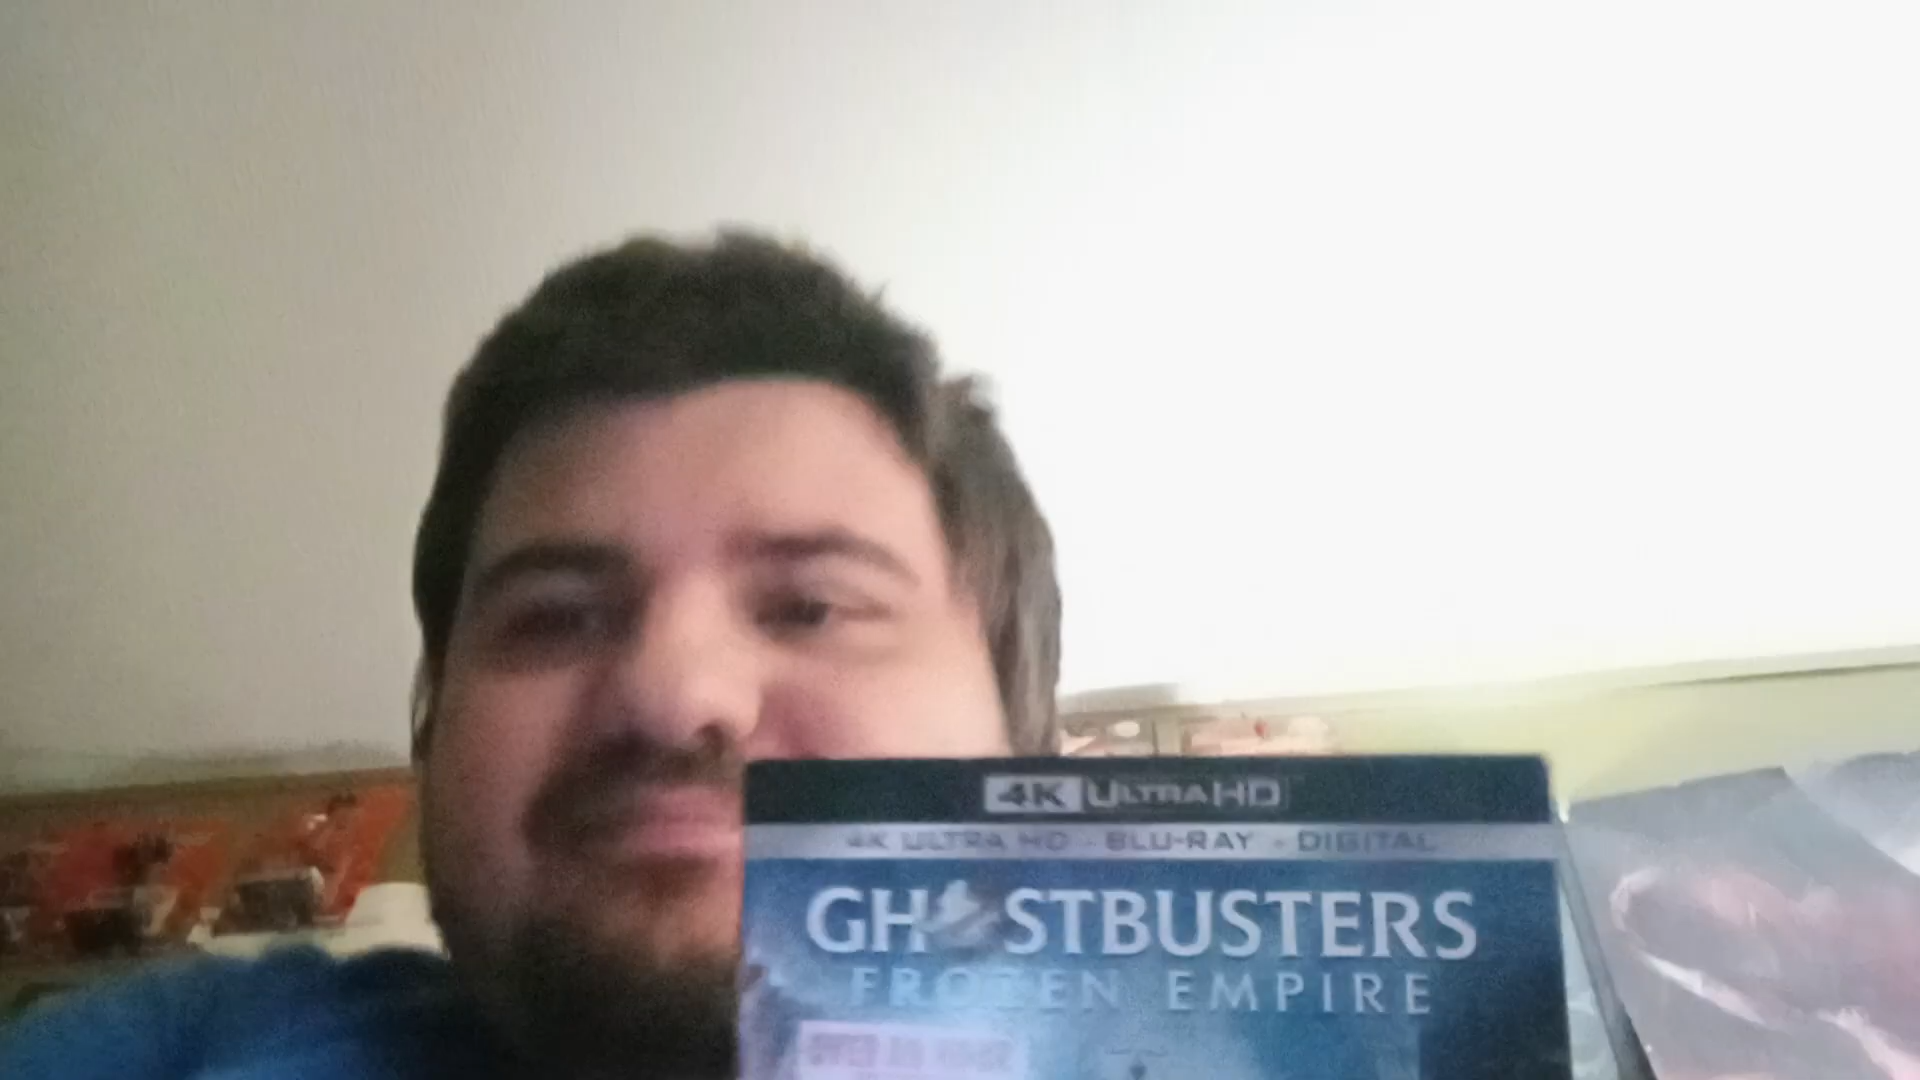 4K ULTRA HD
4K ULTRA HD · BLU-RAY · DIGITAL
GHOSTBUSTERS
FROZEN EMPIRE